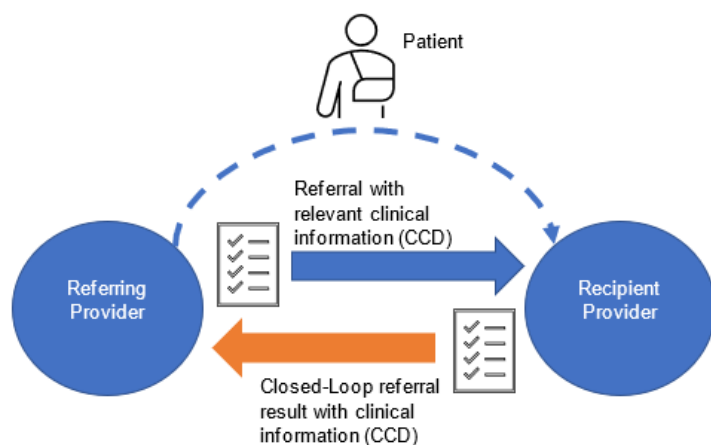 Patient
Referral with
relevant clinical
information (CCD)
Referring
Provider
Recipient
Provider
Closed-Loop referral
result with clinical
information (CCD)